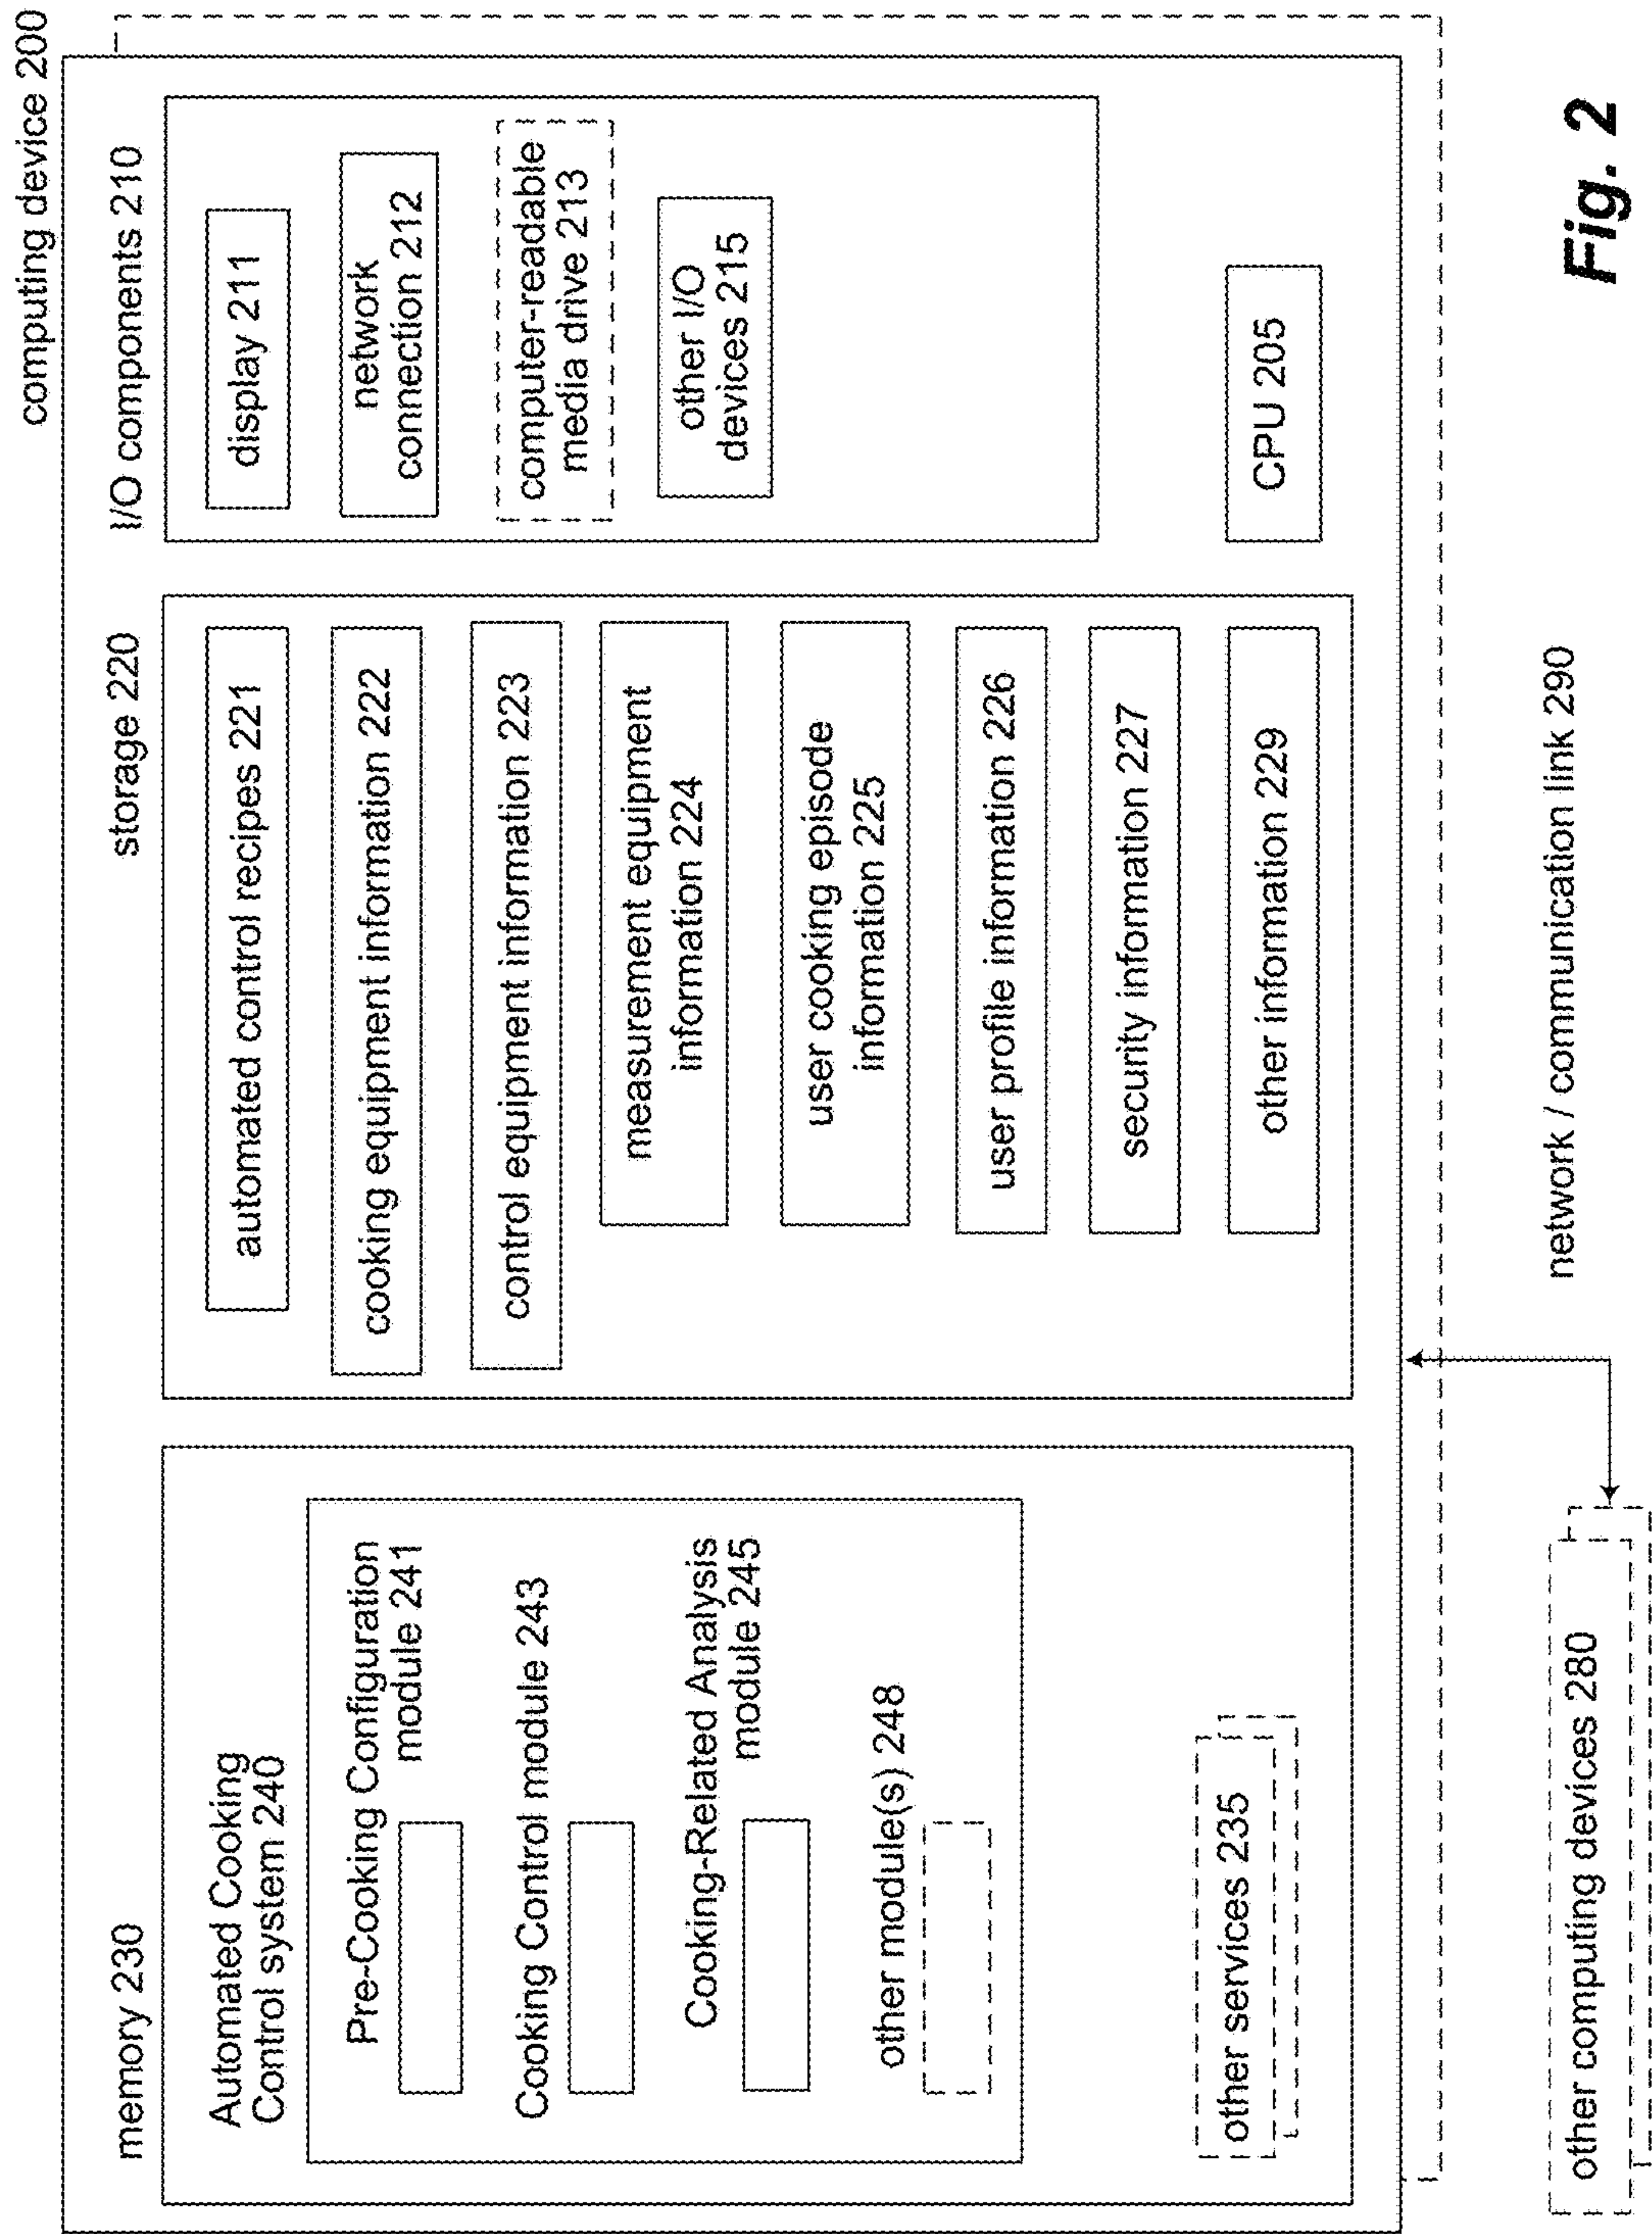 computing device 200
memory 230
Automated Cooking
Control system 240
Pre-Cooking Configuration
module 241
Cooking Control module 243
Cooking-Related Analysis
module 245
other module(s) 248
other services 235
storage 220
automated control recipes 221
cooking equipment information 222
control equipment information 223
measurement equipment
information 224
user cooking episode
information 225
user profile information 226
security information 227
other information 229
I/O components 210
display 211
network
connection 212
computer-readable
media drive 213
other I/O
devices 215
CPU 205
other computing devices 280
network / communication link 290
Fig. 2